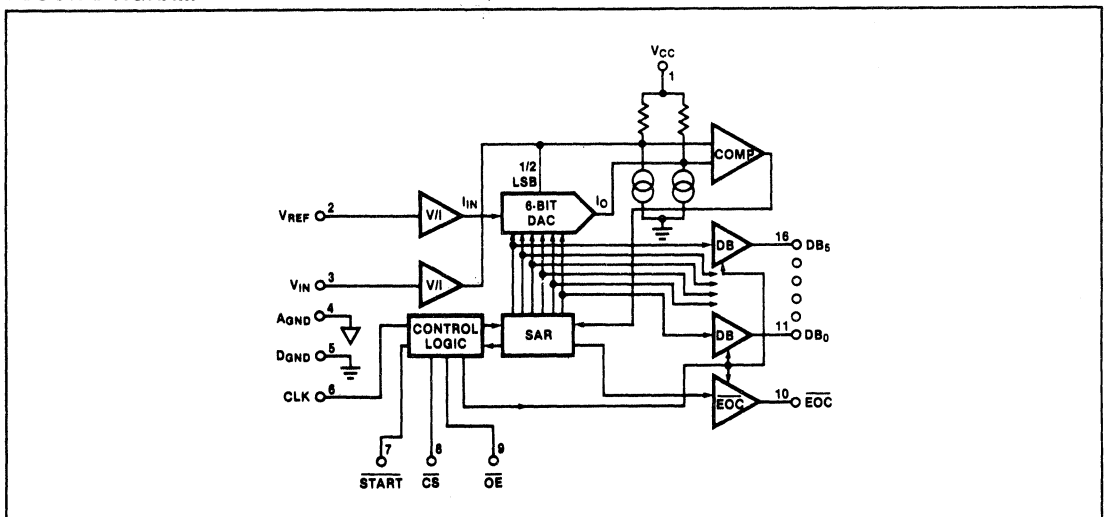 VCC
1
COMP
1/2
LSB
6-BIT
DAC
IO
VREF 2
V/I
IIN
16
DB
DB5
VIN 3
V/I
AGND 4
CONTROL
LOGIC
SAR
DB
11
DB0
DGND 5
CLK 6
EOC
10
EOC
7
8
9
START
CS
OE